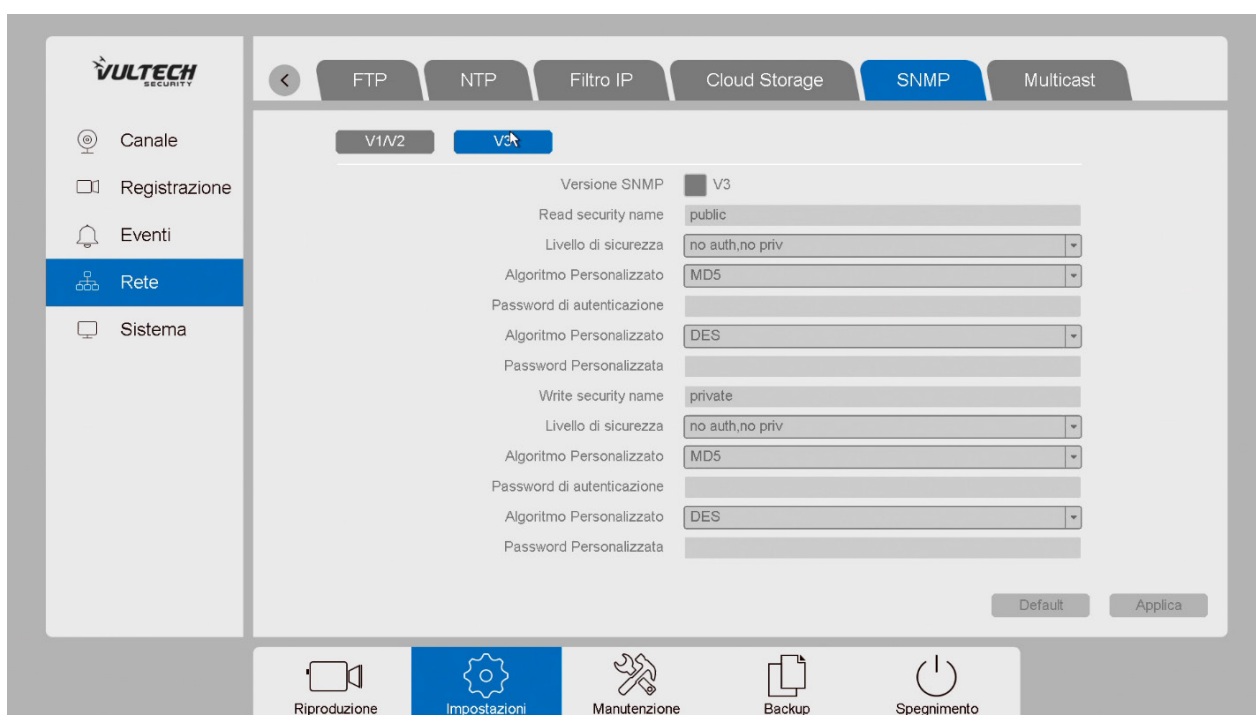 VULTECH
SECURITY
FTP
NTP
Filtro IP
Cloud Storage
SNMP
Multicast
Canale
Registrazione
Eventi
Rete
Sistema
V1/V2
V3
Versione SNMP V3
Read security name public
Livello di sicurezza no auth,no priv
Algoritmo Personalizzato MD5
Password di autenticazione
Algoritmo Personalizzato DES
Password Personalizzata
Write security name private
Livello di sicurezza no auth,no priv
Algoritmo Personalizzato MD5
Password di autenticazione
Algoritmo Personalizzato DES
Password Personalizzata
Default
Applica
Riproduzione
Impostazioni
Manutenzione
Backup
Spegnimento